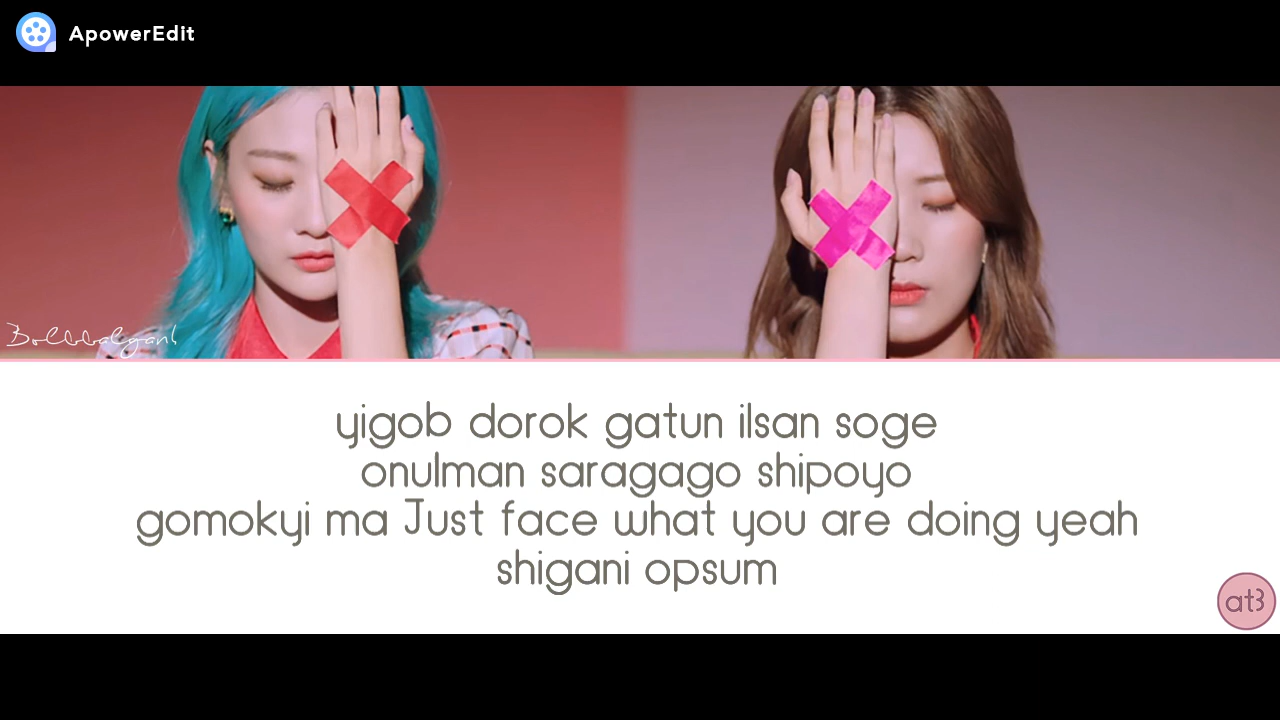 ApowerEdit
Bolbbalgan4
yigob dorok gatun ilsan soge
onulman saragago shipoyo
gomokyi ma Just face what you are doing yeah
shigani opsum
at3